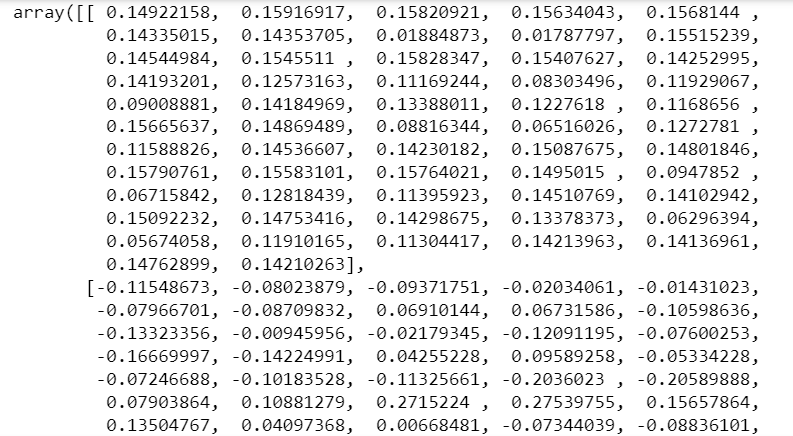 array([[ 0.14922158,  0.15916917,  0.15820921,  0.15634043,  0.1568144 ,
         0.14335015,  0.14353705,  0.01884873,  0.01787797,  0.15515239,
         0.14544984,  0.1545511 ,  0.15828347,  0.15407627,  0.14252995,
         0.14193201,  0.12573163,  0.11169244,  0.08303496,  0.11929067,
         0.09008881,  0.14184969,  0.13388011,  0.1227618 ,  0.1168656 ,
         0.15665637,  0.14869489,  0.08816344,  0.06516026,  0.1272781 ,
         0.11588826,  0.14536607,  0.14230182,  0.15087675,  0.14801846,
         0.15790761,  0.15583101,  0.15764021,  0.1495015 ,  0.0947852 ,
         0.06715842,  0.12818439,  0.11395923,  0.14510769,  0.14102942,
         0.15092232,  0.14753416,  0.14298675,  0.13378373,  0.06296394,
         0.05674058,  0.11910165,  0.11304417,  0.14213963,  0.14136961,
         0.14762899,  0.14210263],
       [-0.11548673, -0.08023879, -0.09371751, -0.02034061, -0.01431023,
        -0.07966701, -0.08709832,  0.06910144,  0.06731586, -0.10598636,
        -0.13323356, -0.00945956, -0.02179345, -0.12091195, -0.07600253,
        -0.16669997, -0.14224991,  0.04255228,  0.09589258, -0.05334228,
        -0.07246688, -0.10183528, -0.11325661, -0.2036023 , -0.20589888,
         0.07903864,  0.10881279,  0.2715224 ,  0.27539755,  0.15657864,
         0.13504767,  0.04097368,  0.00668481, -0.07344039, -0.08836101,